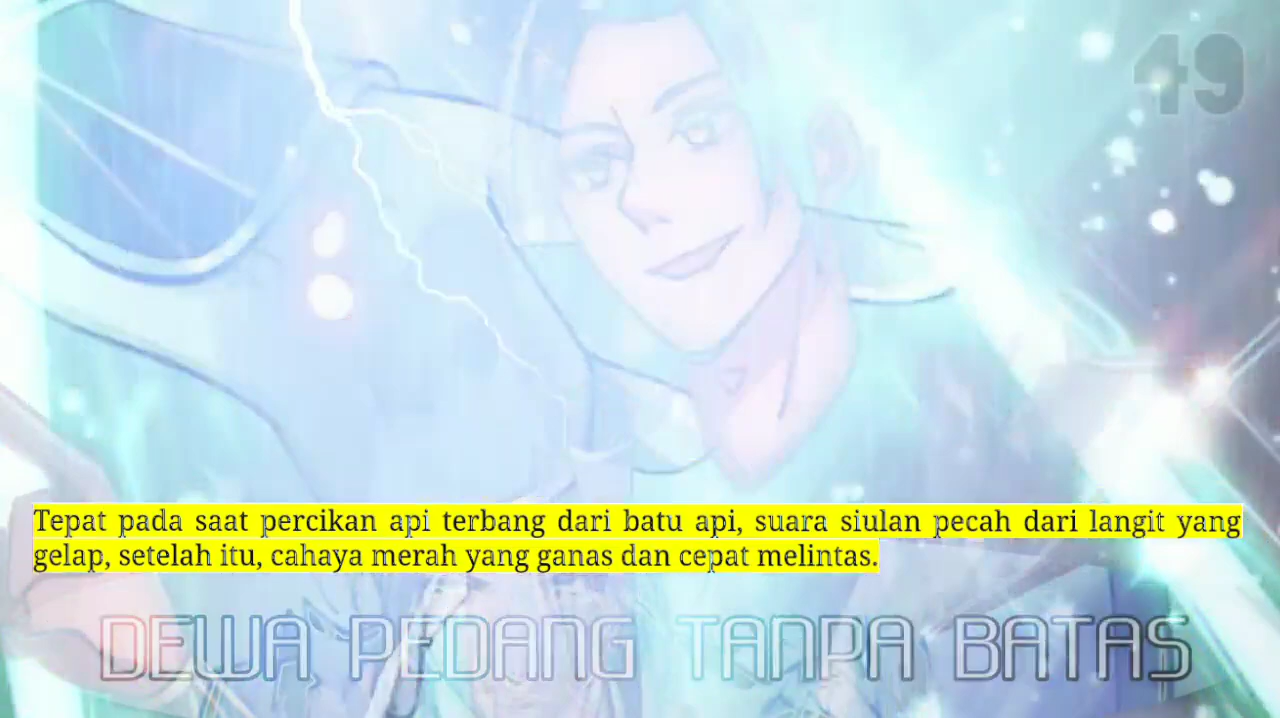 49
Tepat pada saat percikan api terbang dari batu api, suara siulan pecah dari langit yang
gelap, setelah itu, cahaya merah yang ganas dan cepat melintas.
DEWA PEDANG TANPA BATAS